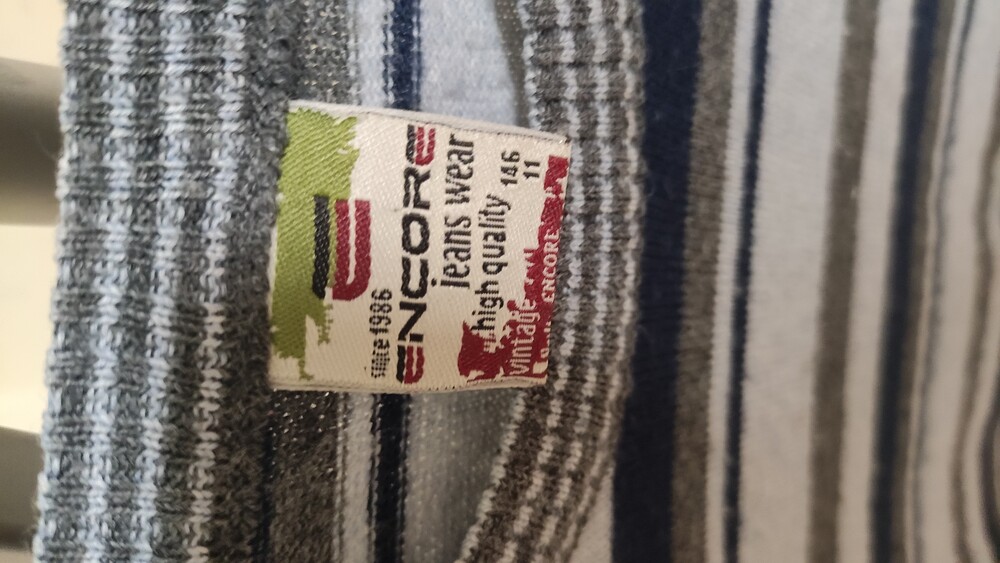 since 1986
ENCORE
jeans wear
high quality
146
11
vintage
ENCORE